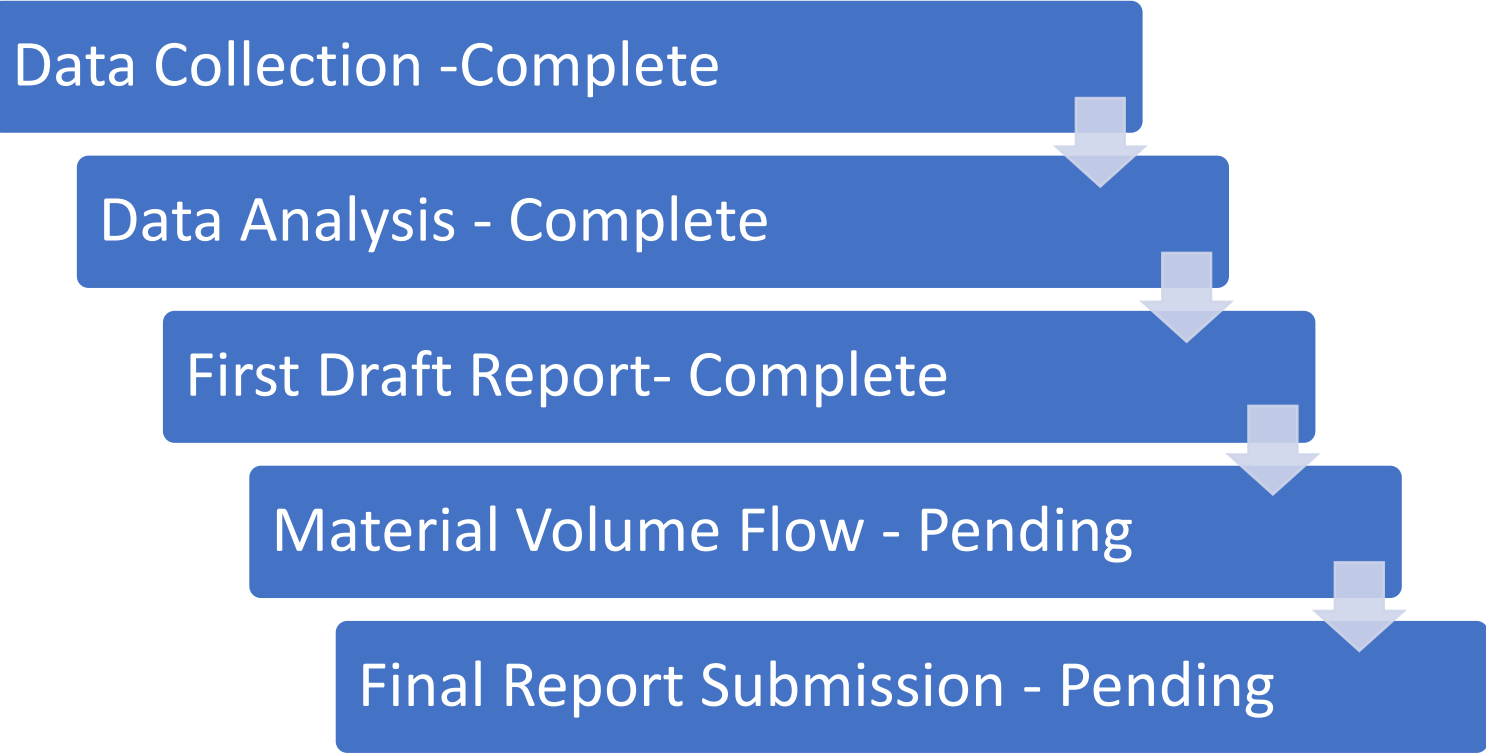 Data Collection -Complete
Data Analysis - Complete
First Draft Report- Complete
Material Volume Flow - Pending
Final Report Submission - Pending